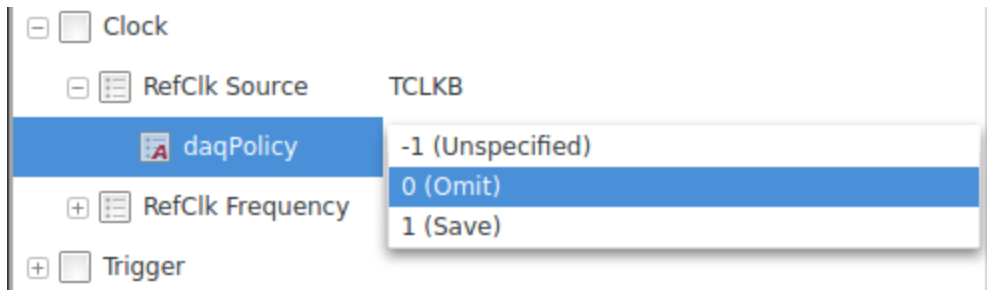 Clock
RefClk Source TCLKB
daqPolicy -1 (Unspecified)
0 (Omit)
RefClk Frequency
1 (Save)
Trigger